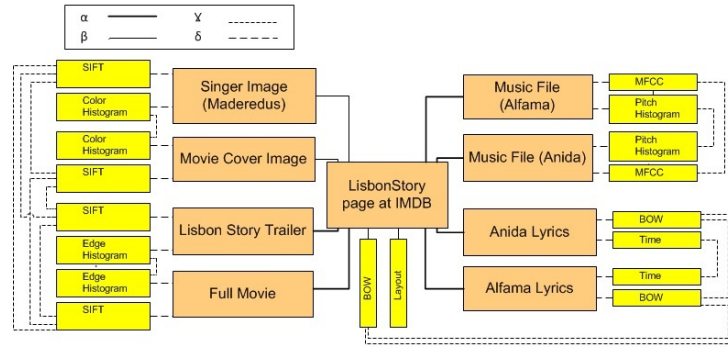 α
ɣ
β
δ
SIFT
Color
Histogram
Color
Histogram
SIFT
SIFT
Edge
Histogram
Edge
Histogram
SIFT
Singer Image
(Maderedus)
Movie Cover Image
Lisbon Story Trailer
Full Movie
LisbonStory
page at IMDB
BOW
Layout
Music File
(Alfama)
Music File (Anida)
Anida Lyrics
Alfama Lyrics
MFCC
Pitch
Histogram
Pitch
Histogram
MFCC
BOW
Time
Time
BOW